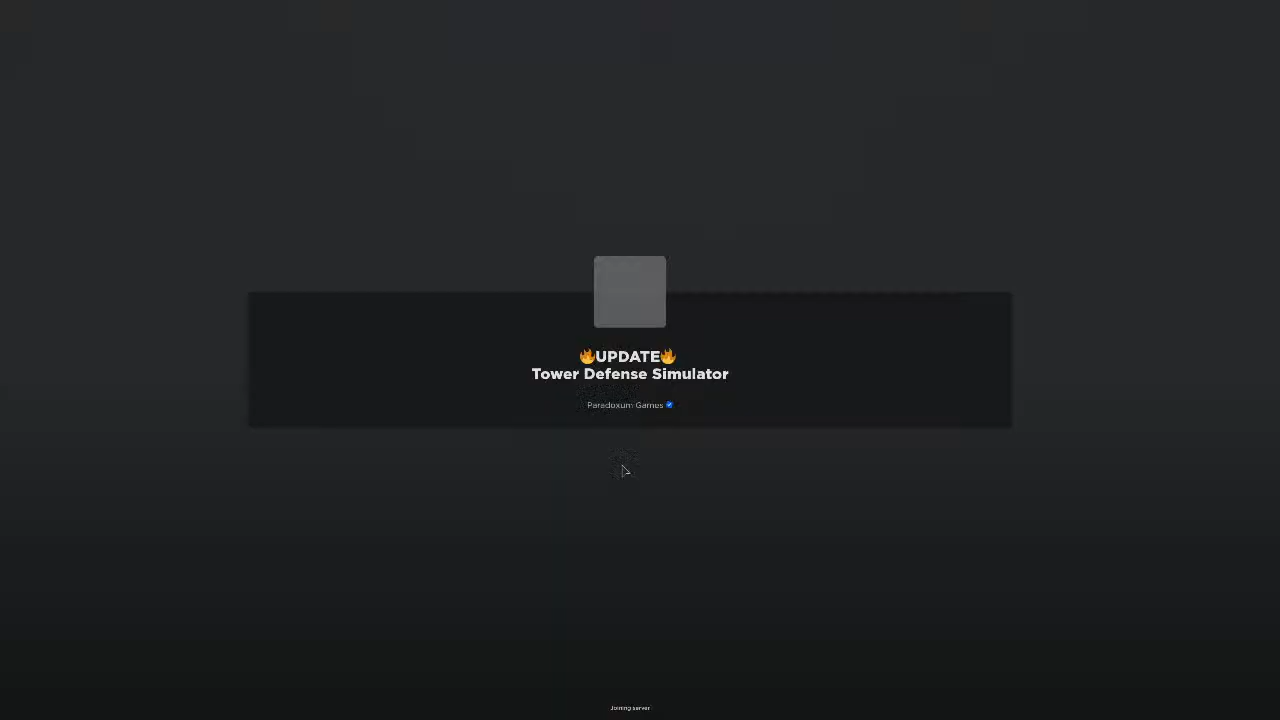 🔥UPDATE🔥
Tower Defense Simulator
Paradoxum Games
Joining server